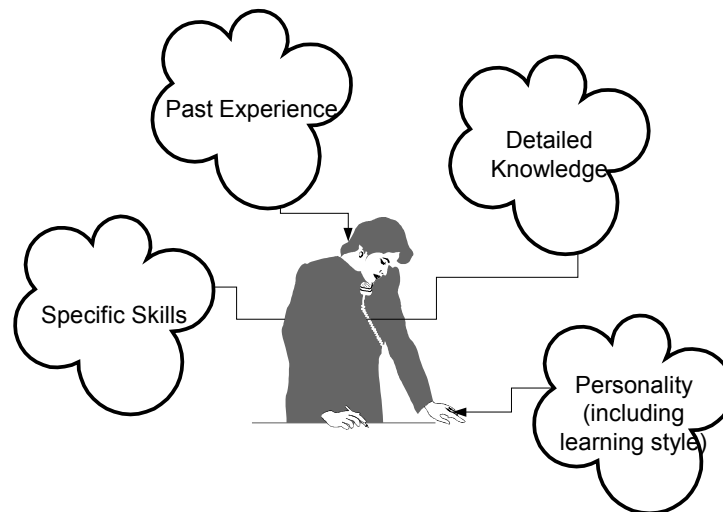 Past Experience
Detailed
Knowledge
Specific Skills
Personality
(including
learning style)